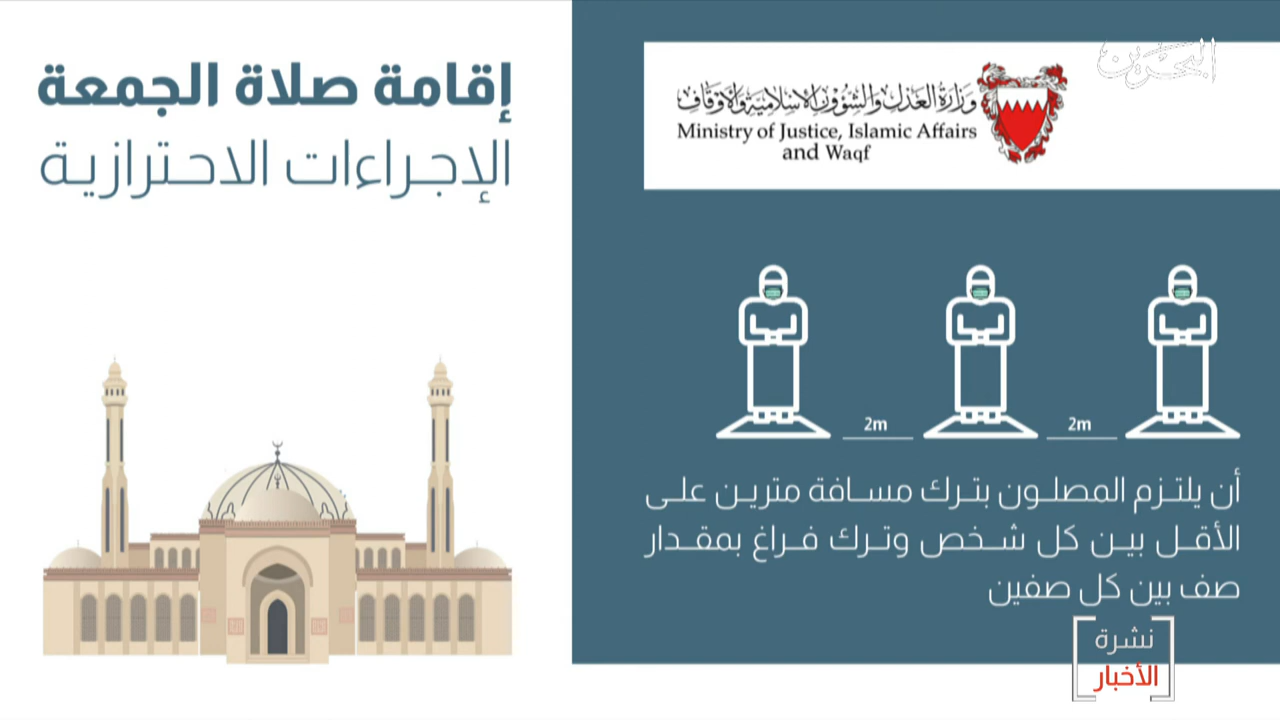 إقامة صلاة الجمعة
الإجراءات الاحترازية
البحرين
وزارة العدل والشؤون الإسلامية والأوقاف
Ministry of Justice, Islamic Affairs
and Waqf
2m
2m
أن يلتزم المصلون بترك مسافة مترين على
الأقل بين كل شخص وترك فراغ بمقدار
صف بين كل صفين
نشرة
الأخبار